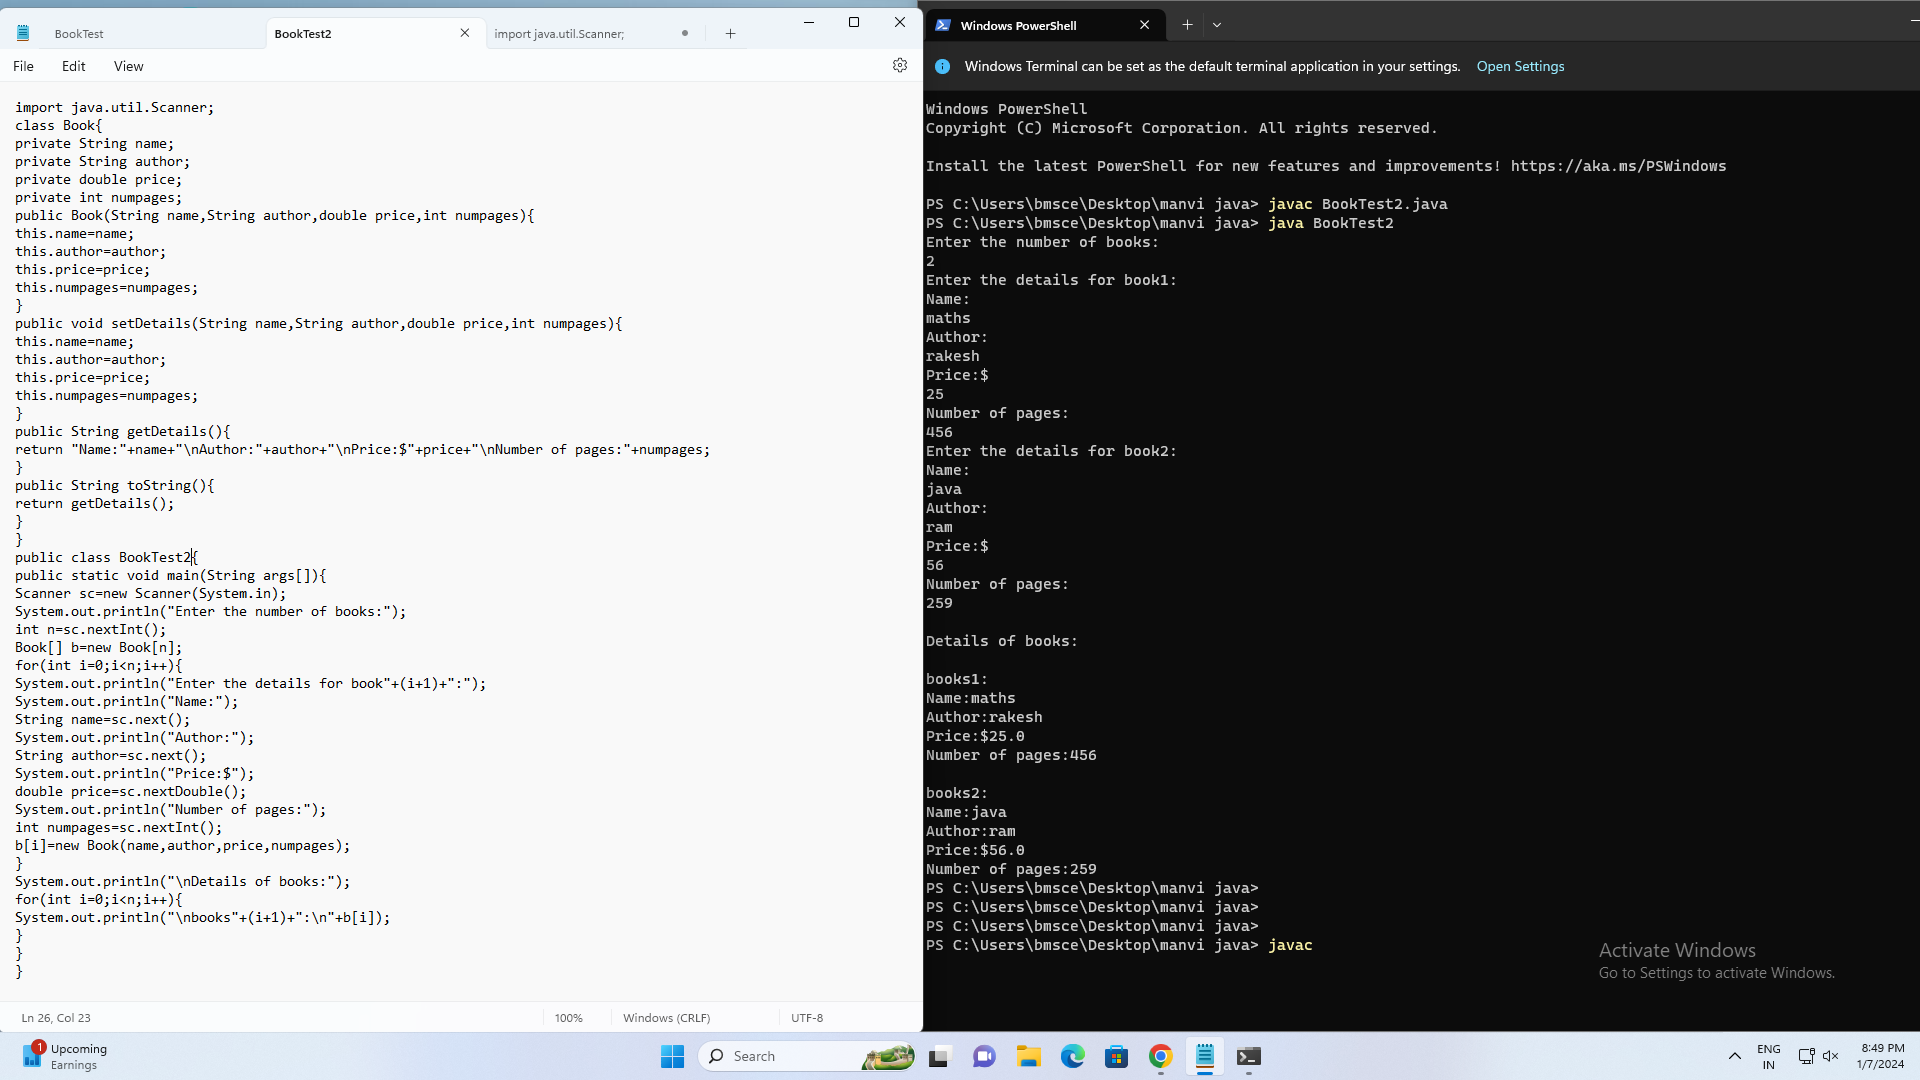 BookTest
BookTest2
import java.util.Scanner;
File Edit View
import java.util.Scanner;
class Book{
private String name;
private String author;
private double price;
private int numpages;
public Book(String name,String author,double price,int numpages){
this.name=name;
this.author=author;
this.price=price;
this.numpages=numpages;
}
public void setDetails(String name,String author,double price,int numpages){
this.name=name;
this.author=author;
this.price=price;
this.numpages=numpages;
}
public String getDetails(){
return "Name:"+name+"\nAuthor:"+author+"\nPrice:$"+price+"\nNumber of pages:"+numpages;
}
public String toString(){
return getDetails();
}
}
public class BookTest2{
public static void main(String args[]){
Scanner sc=new Scanner(System.in);
System.out.println("Enter the number of books:");
int n=sc.nextInt();
Book[] b=new Book[n];
for(int i=0;i<n;i++){
System.out.println("Enter the details for book"+(i+1)+":");
System.out.println("Name:");
String name=sc.next();
System.out.println("Author:");
String author=sc.next();
System.out.println("Price:$");
double price=sc.nextDouble();
System.out.println("Number of pages:");
int numpages=sc.nextInt();
b[i]=new Book(name,author,price,numpages);
}
System.out.println("\nDetails of books:");
for(int i=0;i<n;i++){
System.out.println("\nbooks"+(i+1)+":\n"+b[i]);
}
}
}
Ln 26, Col 23
100%
Windows (CRLF)
UTF-8
Windows PowerShell
Windows Terminal can be set as the default terminal application in your settings. Open Settings
Windows PowerShell
Copyright (C) Microsoft Corporation. All rights reserved.
Install the latest PowerShell for new features and improvements! https://aka.ms/PSWindows
PS C:\Users\bmsce\Desktop\manvi java> javac BookTest2.java
PS C:\Users\bmsce\Desktop\manvi java> java BookTest2
Enter the number of books:
2
Enter the details for book1:
Name:
maths
Author:
rakesh
Price:$
25
Number of pages:
456
Enter the details for book2:
Name:
java
Author:
ram
Price:$
56
Number of pages:
259
Details of books:
books1:
Name:maths
Author:rakesh
Price:$25.0
Number of pages:456
books2:
Name:java
Author:ram
Price:$56.0
Number of pages:259
PS C:\Users\bmsce\Desktop\manvi java>
PS C:\Users\bmsce\Desktop\manvi java>
PS C:\Users\bmsce\Desktop\manvi java>
PS C:\Users\bmsce\Desktop\manvi java> javac
Activate Windows
Go to Settings to activate Windows.
1
Upcoming
Earnings
Search
ENG
IN
8:49 PM
1/7/2024